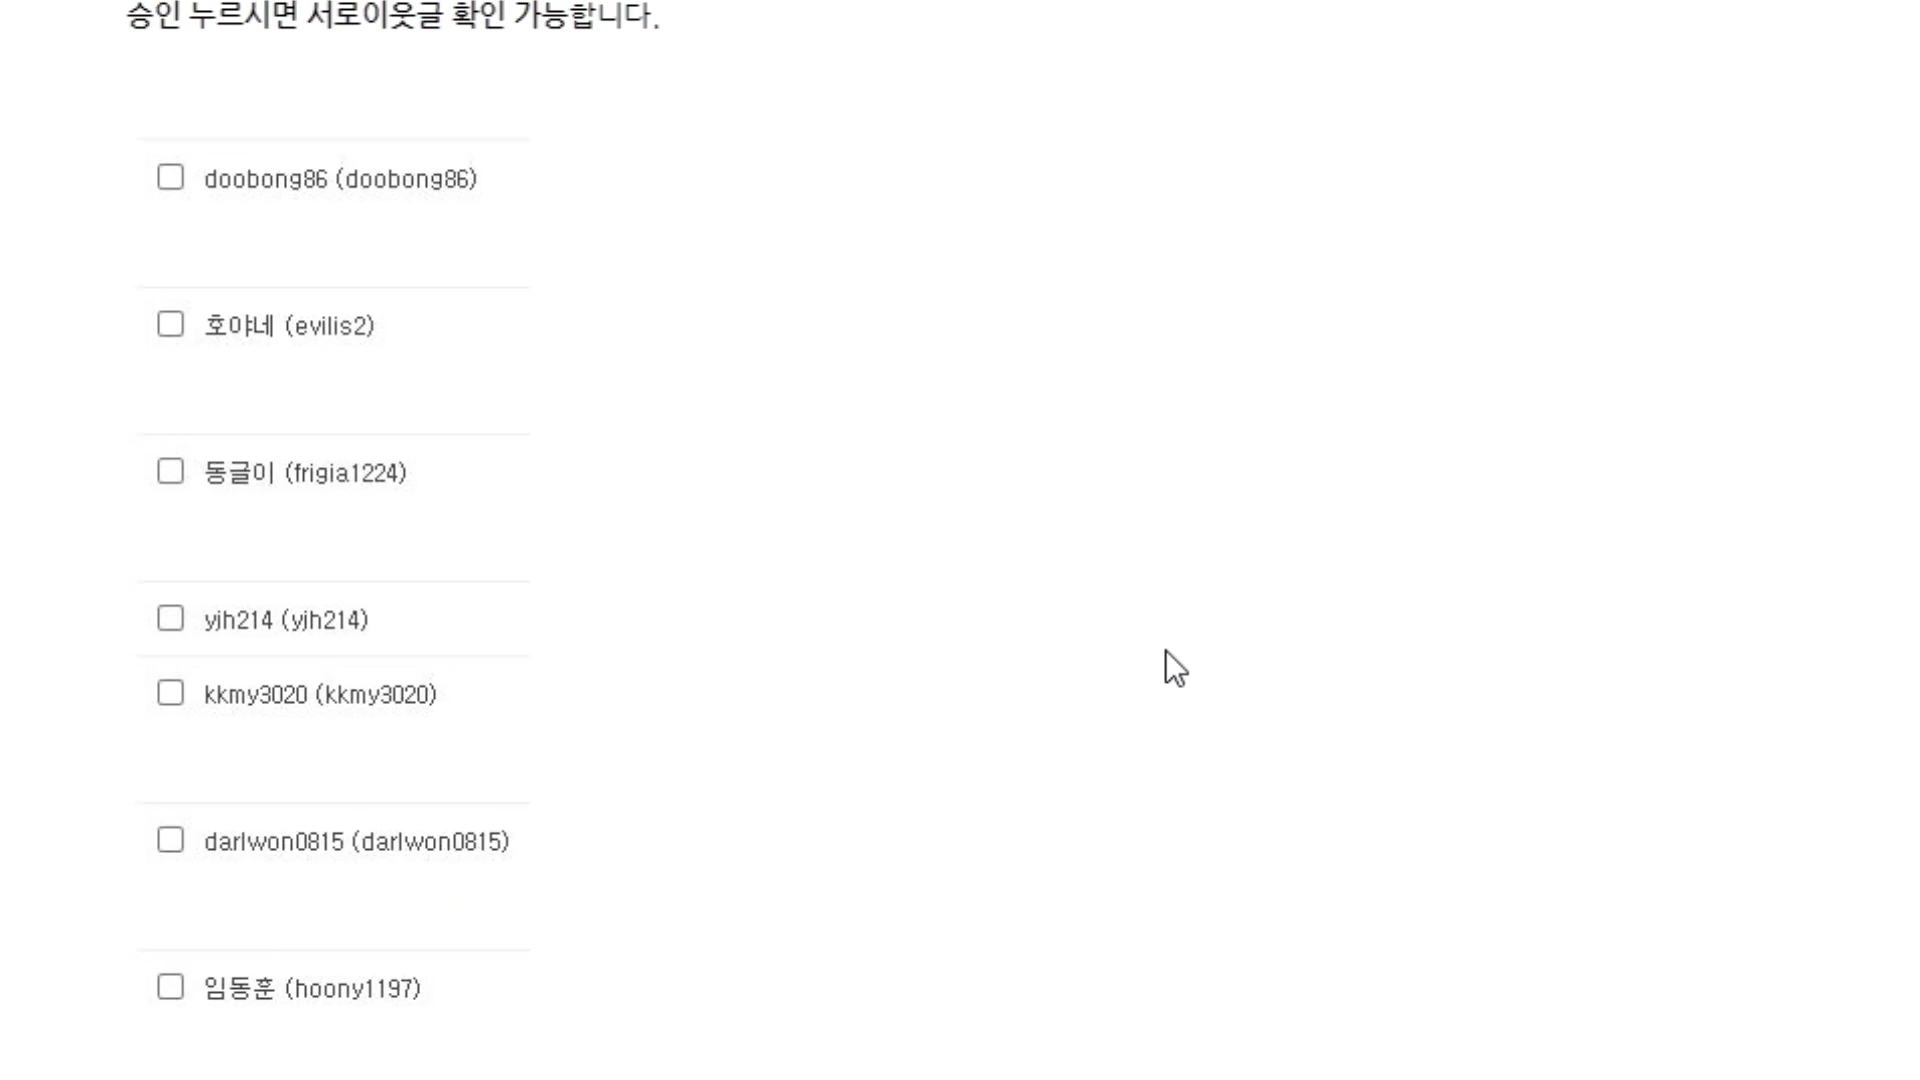 승인 누르시면 서로이웃글 확인 가능합니다.
doobong86 (doobong86)
호야네 (evilis2)
동글이 (frigia1224)
yjh214 (yjh214)
kkmy3020 (kkmy3020)
darlwon0815 (darlwon0815)
임동훈 (hoony1197)